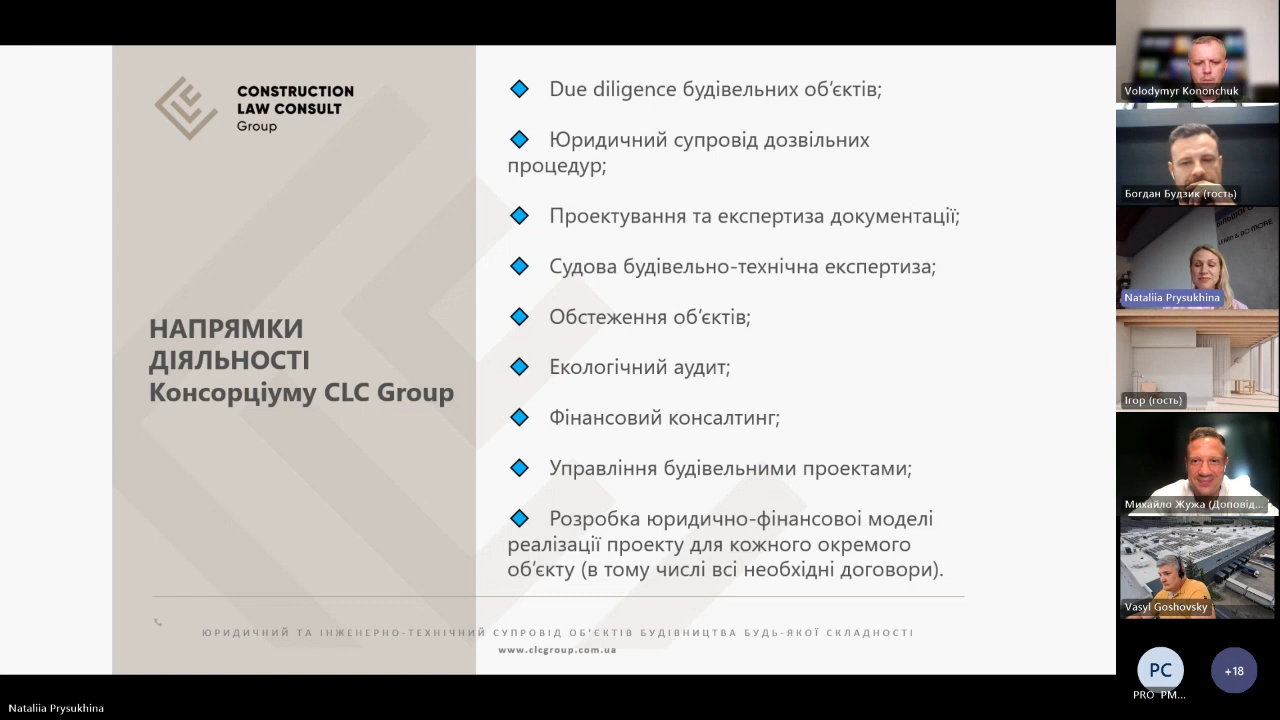 CONSTRUCTION
LAW CONSULT
Group
НАПРЯМКИ
ДІЯЛЬНОСТІ
Консорціуму CLC Group
Due diligence будівельних об’єктів;
Юридичний супровід дозвільних
процедур;
Проектування та експертиза документації;
Судова будівельно-технічна експертиза;
Обстеження об’єктів;
Екологічний аудит;
Фінансовий консалтинг;
Управління будівельними проектами;
Розробка юридично-фінансової моделі
реалізації проекту для кожного окремого
об’єкту (в тому числі всі необхідні договори).
ЮРИДИЧНИЙ ТА ІНЖЕНЕРНО-ТЕХНІЧНИЙ СУПРОВІД ОБ'ЄКТІВ БУДІВНИЦТВА БУДЬ-ЯКОЇ СКЛАДНОСТІ
www.clcgroup.com.ua
Nataliia Prysukhina
Volodymyr Kononchuk
Богдан Будзик (гость)
& DO MORE
Nataliia Prysukhina
Ігор (гость)
Михайло Жужа (Доповід...
Vasyl Goshovsky
PC
+18
PRO_PM...